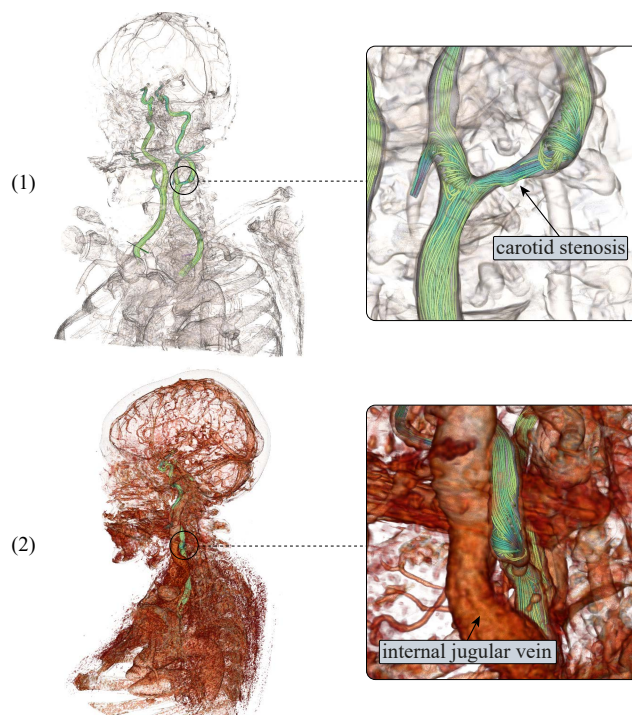 (1)
carotid stenosis
(2)
internal jugular vein